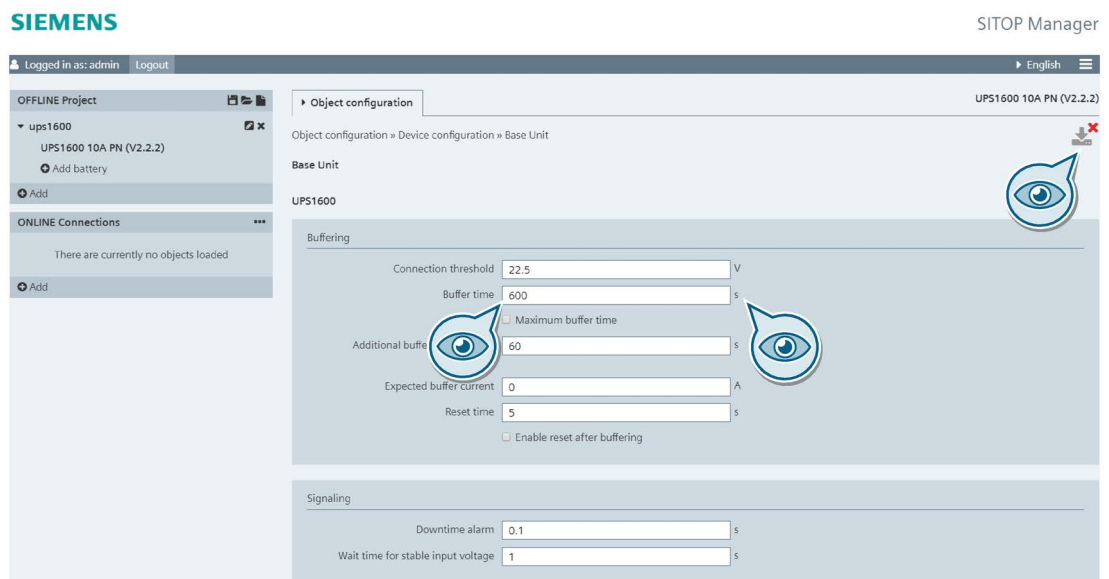 SIEMENS
SITOP Manager
Logged in as: admin Logout
English
OFFLINE Project
ups1600
UPS1600 10A PN (V2.2.2)
Add battery
Add
ONLINE Connections
There are currently no objects loaded
Add
Object configuration
UPS1600 10A PN (V2.2.2)
Object configuration » Device configuration » Base Unit
Base Unit
UPS1600
Buffering
Connection threshold 22.5 V
Buffer time 600 s
Maximum buffer time
Additional 60 s
Expected buffer current 0 A
Reset time 5 s
Enable reset after buffering
Signaling
Downtime alarm 0.1 s
Wait time for stable input voltage 1 s